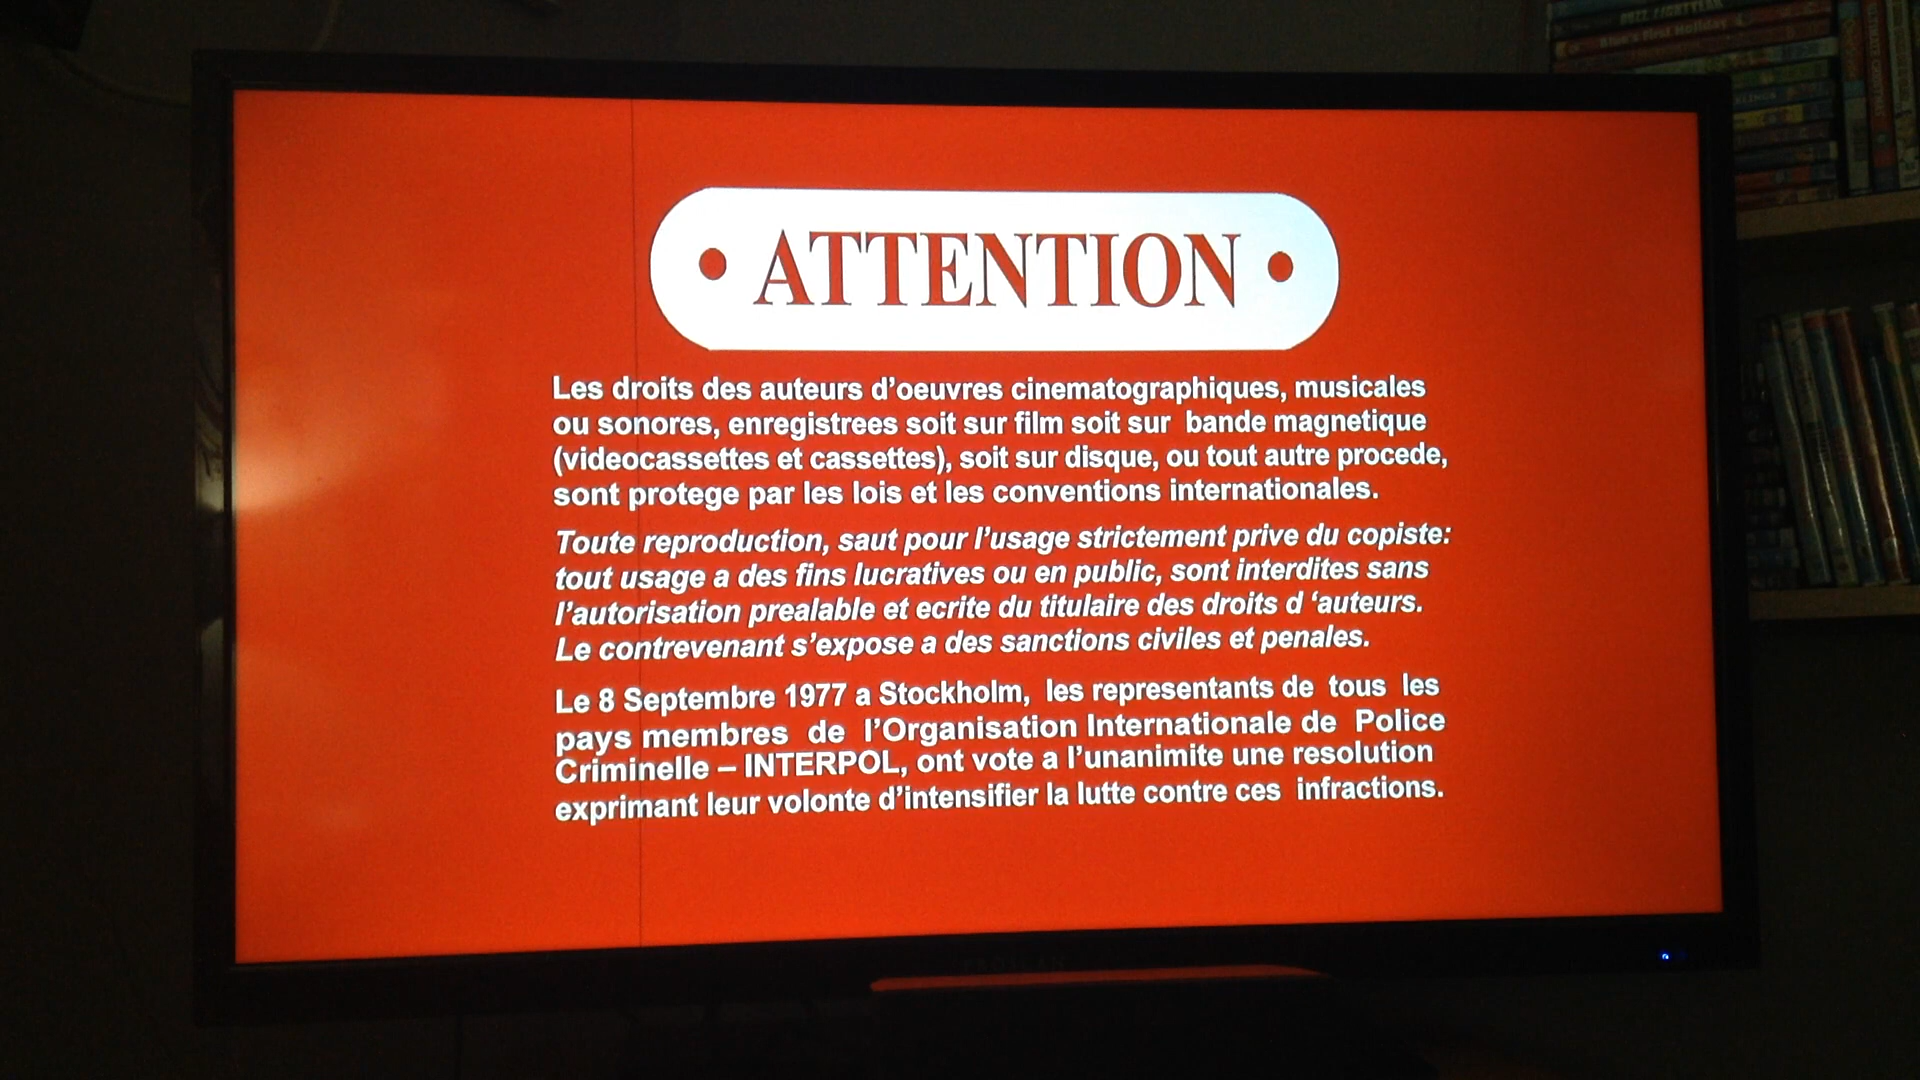 BUZZ LIGHTYEAR
Blue's First Holiday
• ATTENTION •
Les droits des auteurs d’oeuvres cinematographiques, musicales
ou sonores, enregistrees soit sur film soit sur bande magnetique
(videocassettes et cassettes), soit sur disque, ou tout autre procede,
sont protege par les lois et les conventions internationales.
Toute reproduction, saut pour l’usage strictement prive du copiste:
tout usage a des fins lucratives ou en public, sont interdites sans
l’autorisation prealable et ecrite du titulaire des droits d ‘auteurs.
Le contrevenant s’expose a des sanctions civiles et penales.
Le 8 Septembre 1977 a Stockholm, les representants de tous les
pays membres de l’Organisation Internationale de Police
Criminelle – INTERPOL, ont vote a l’unanimite une resolution
exprimant leur volonte d’intensifier la lutte contre ces infractions.